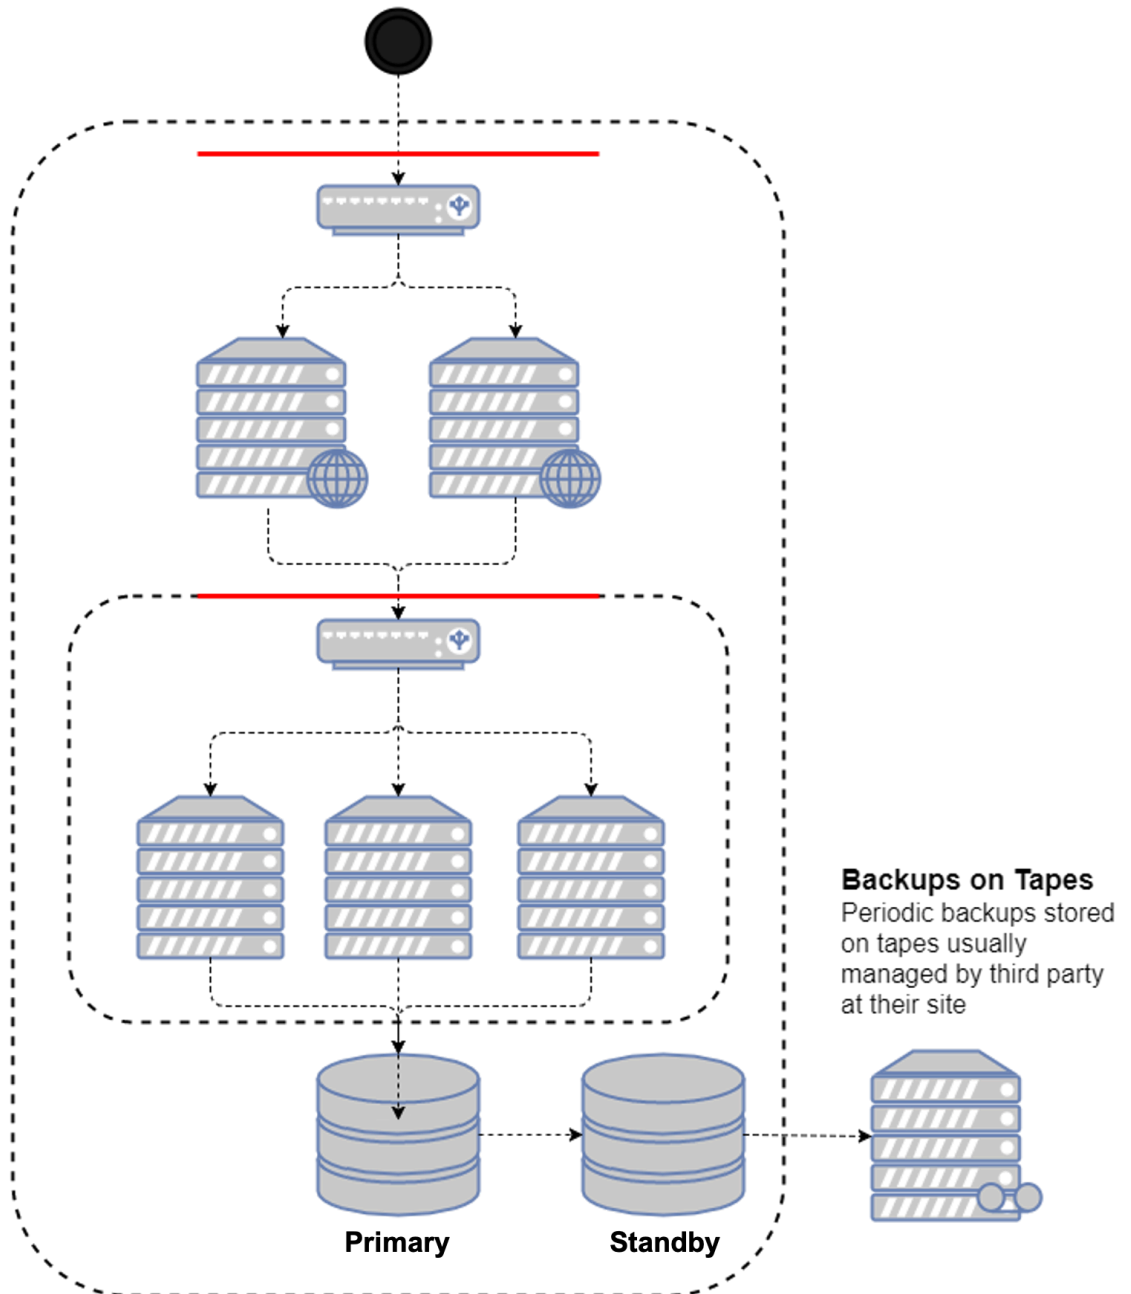 Backups on Tapes
Periodic backups stored
on tapes usually
managed by third party
at their site
Primary
Standby